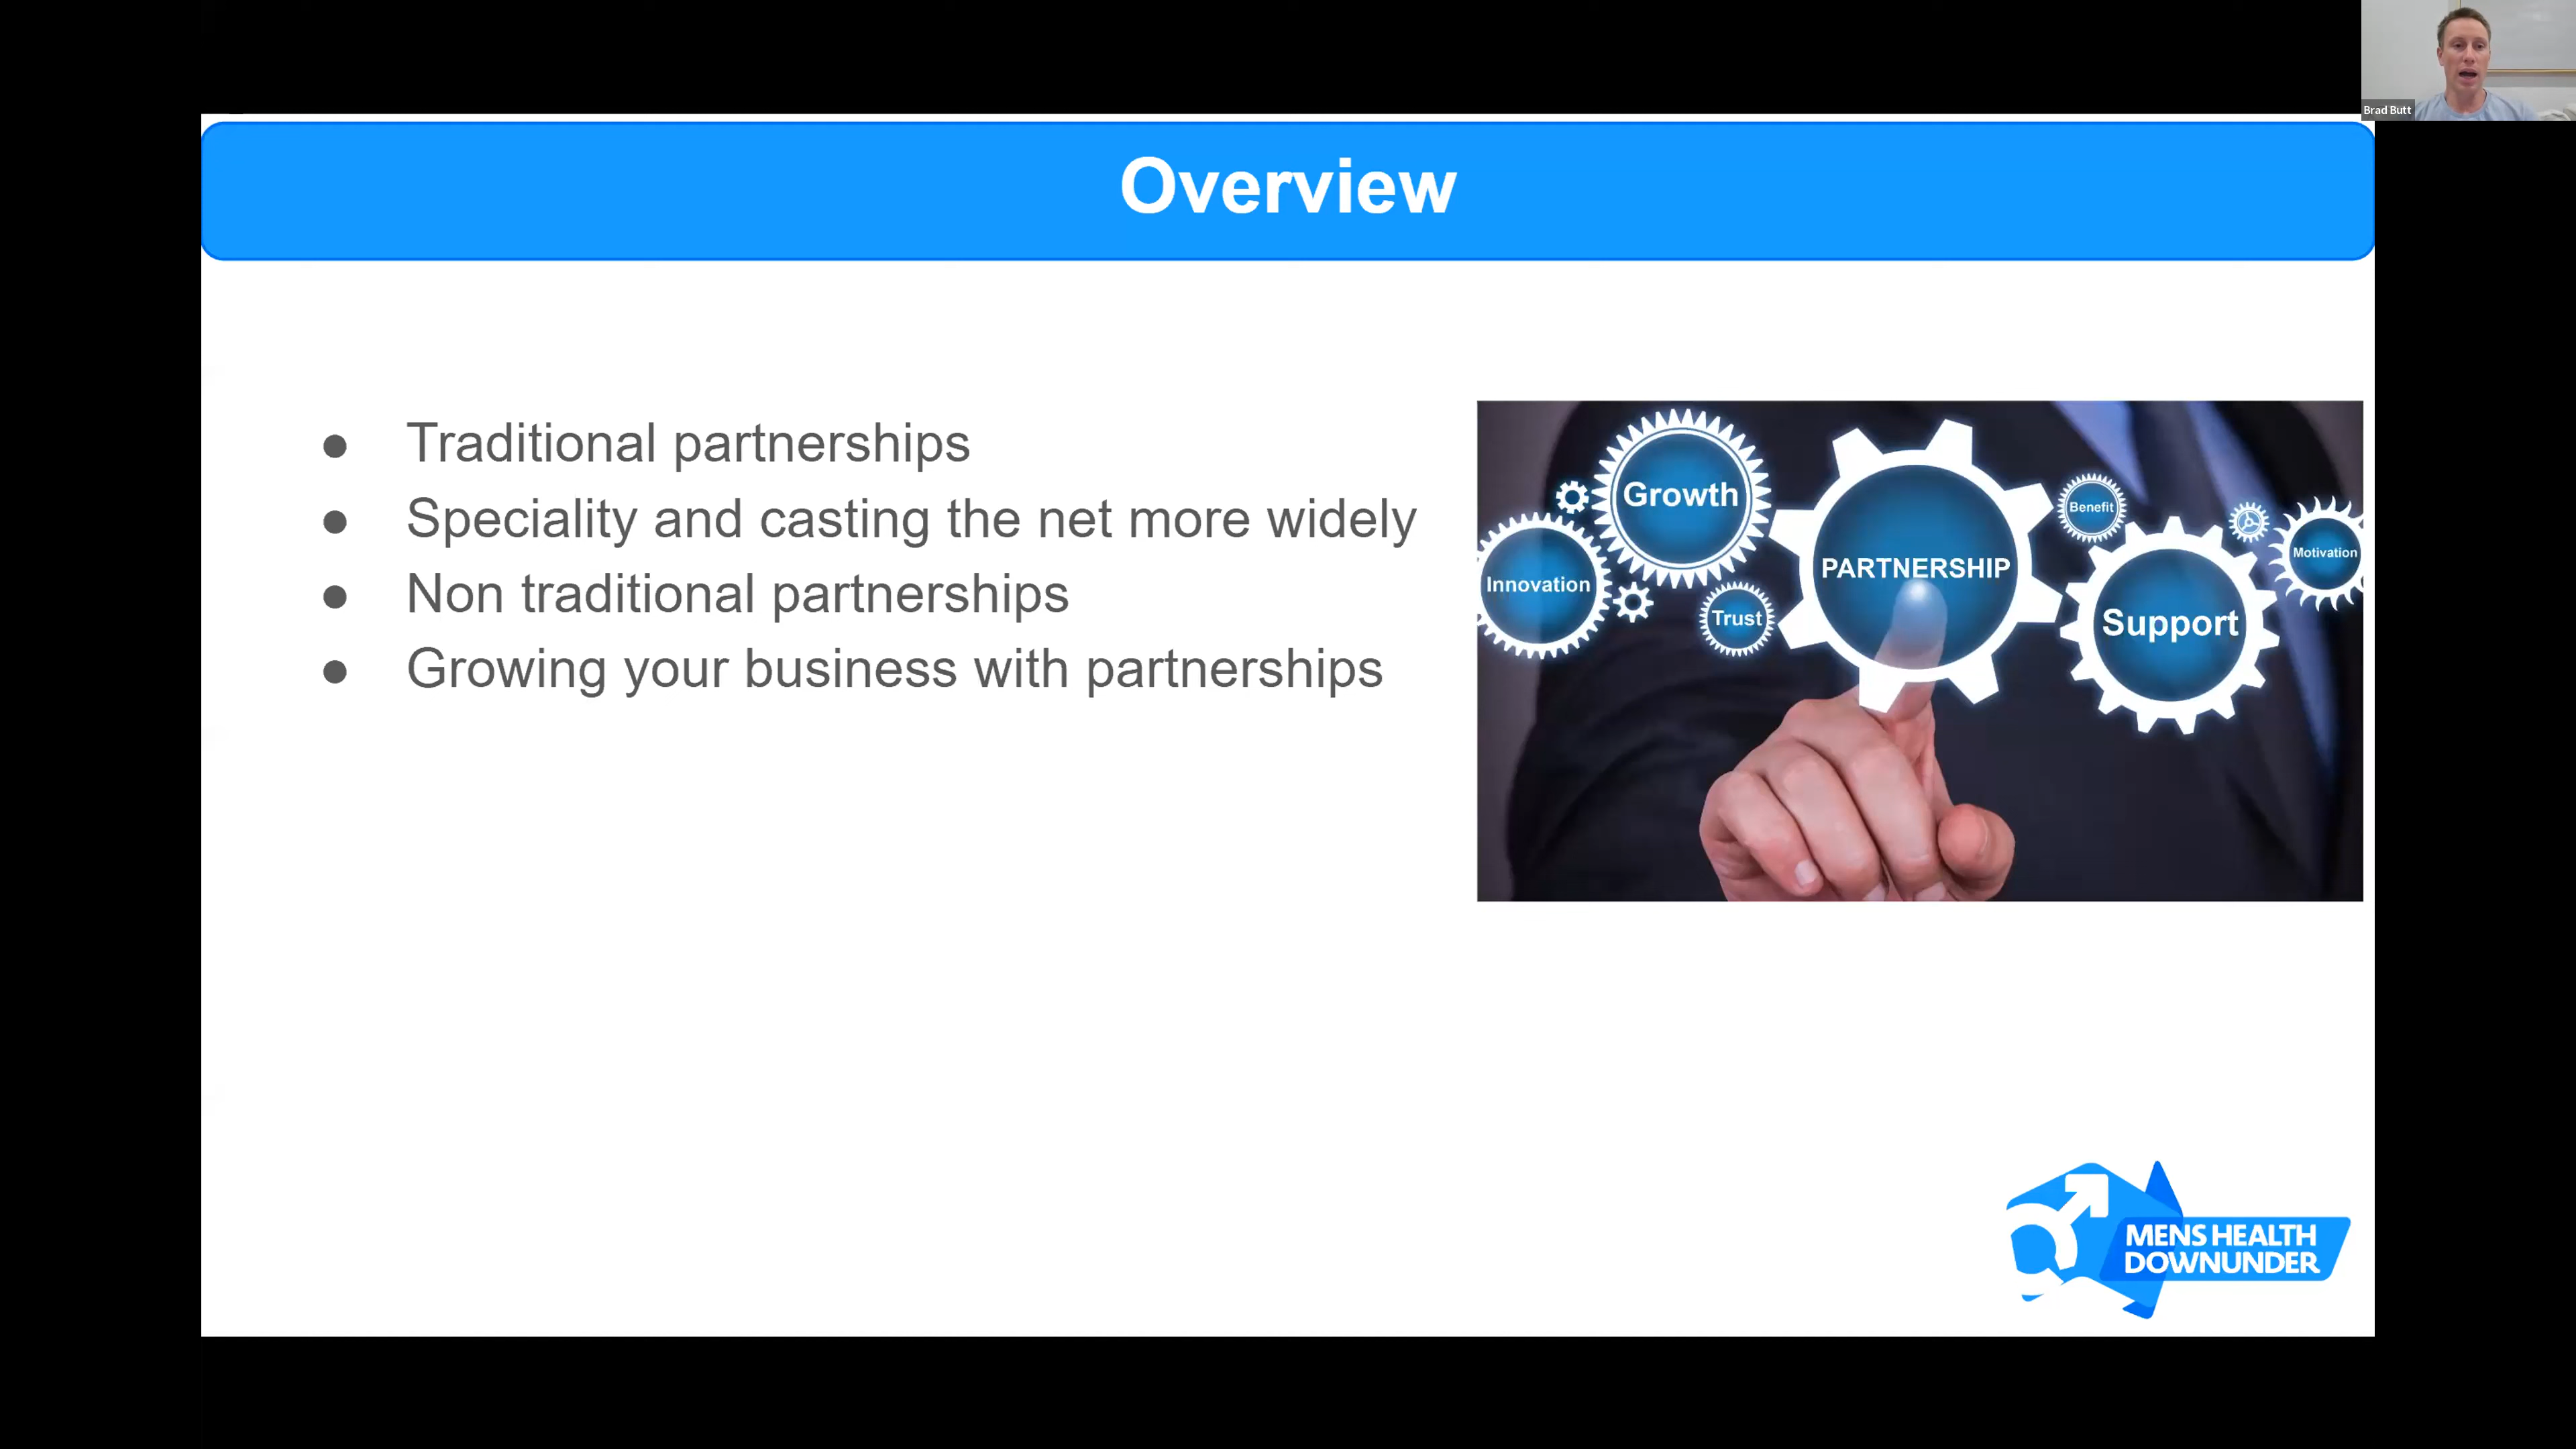 Brad Butt
Overview
● Traditional partnerships
● Speciality and casting the net more widely
● Non traditional partnerships
● Growing your business with partnerships
Growth
Innovation
Trust
PARTNERSHIP
Benefit
Support
Motivation
MENS HEALTH
DOWNUNDER